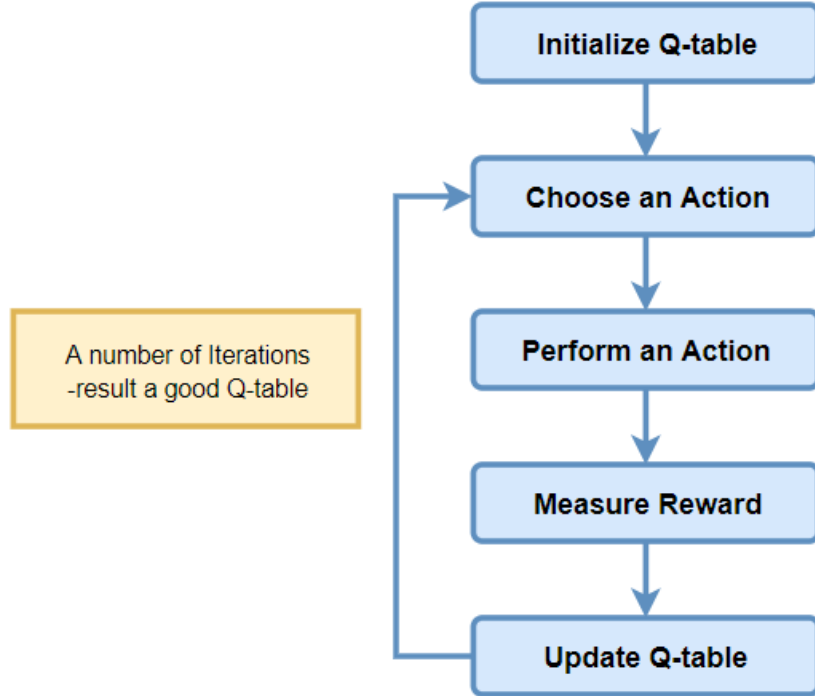 Initialize Q-table
Choose an Action
Perform an Action
A number of Iterations
-result a good Q-table
Measure Reward
Update Q-table